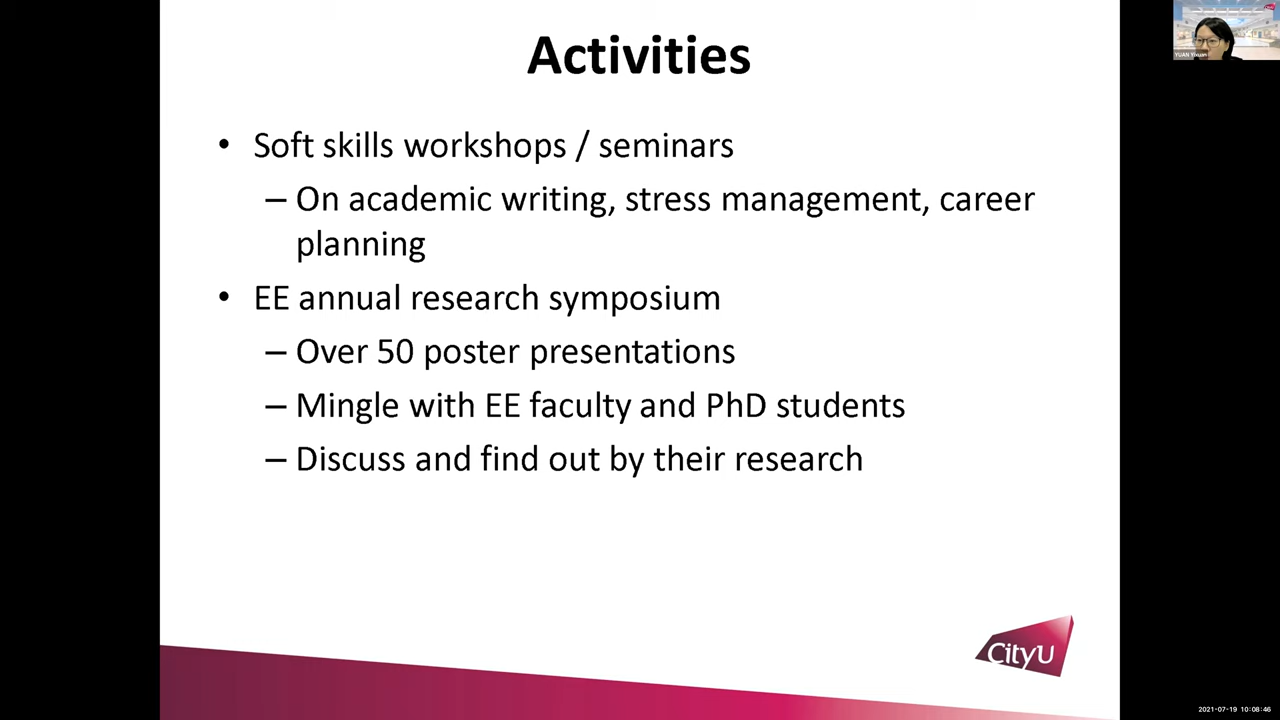 Activities
• Soft skills workshops / seminars
– On academic writing, stress management, career
planning
• EE annual research symposium
– Over 50 poster presentations
– Mingle with EE faculty and PhD students
– Discuss and find out by their research
CityU
YUAN Yixuan
2021-07-19 10:08:46